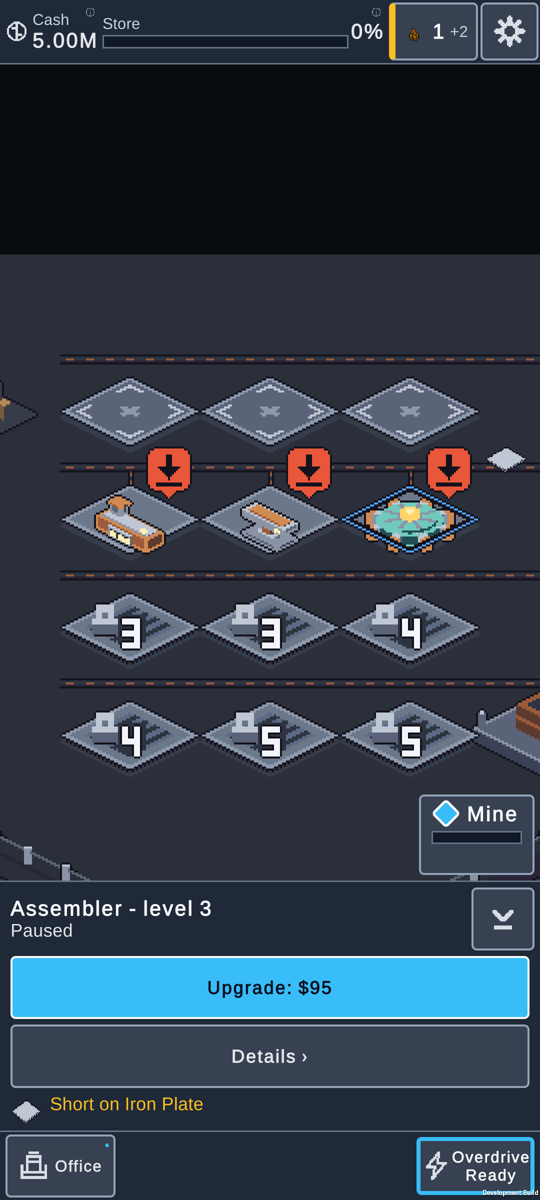 Cash
5.00M
Store
0%
1 +2
3 3 4
4 5 5
Mine
Assembler - level 3
Paused
Upgrade: $95
Details ›
Short on Iron Plate
Office
Overdrive
Ready
Development Build